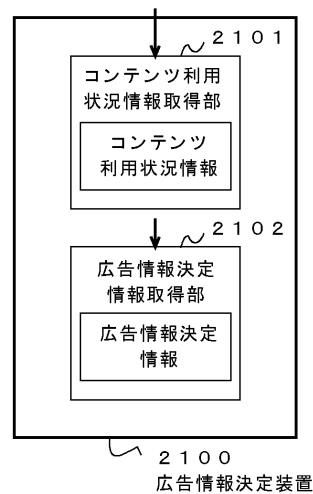 ２１０１
コンテンツ利用
状況情報取得部
コンテンツ
利用状況情報
２１０２
広告情報決定
情報取得部
広告情報決定
情報
２１００
広告情報決定装置